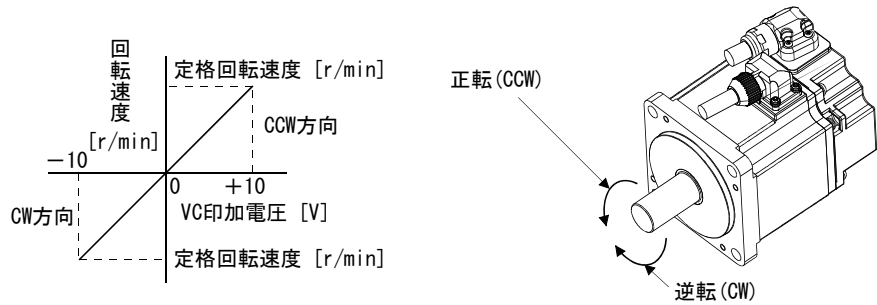 回転速度
[r/min]
定格回転速度 [r/min]
CCW方向
－10
0
＋10
VC印加電圧 [V]
CW方向
定格回転速度 [r/min]
正転(CCW)
逆転(CW)